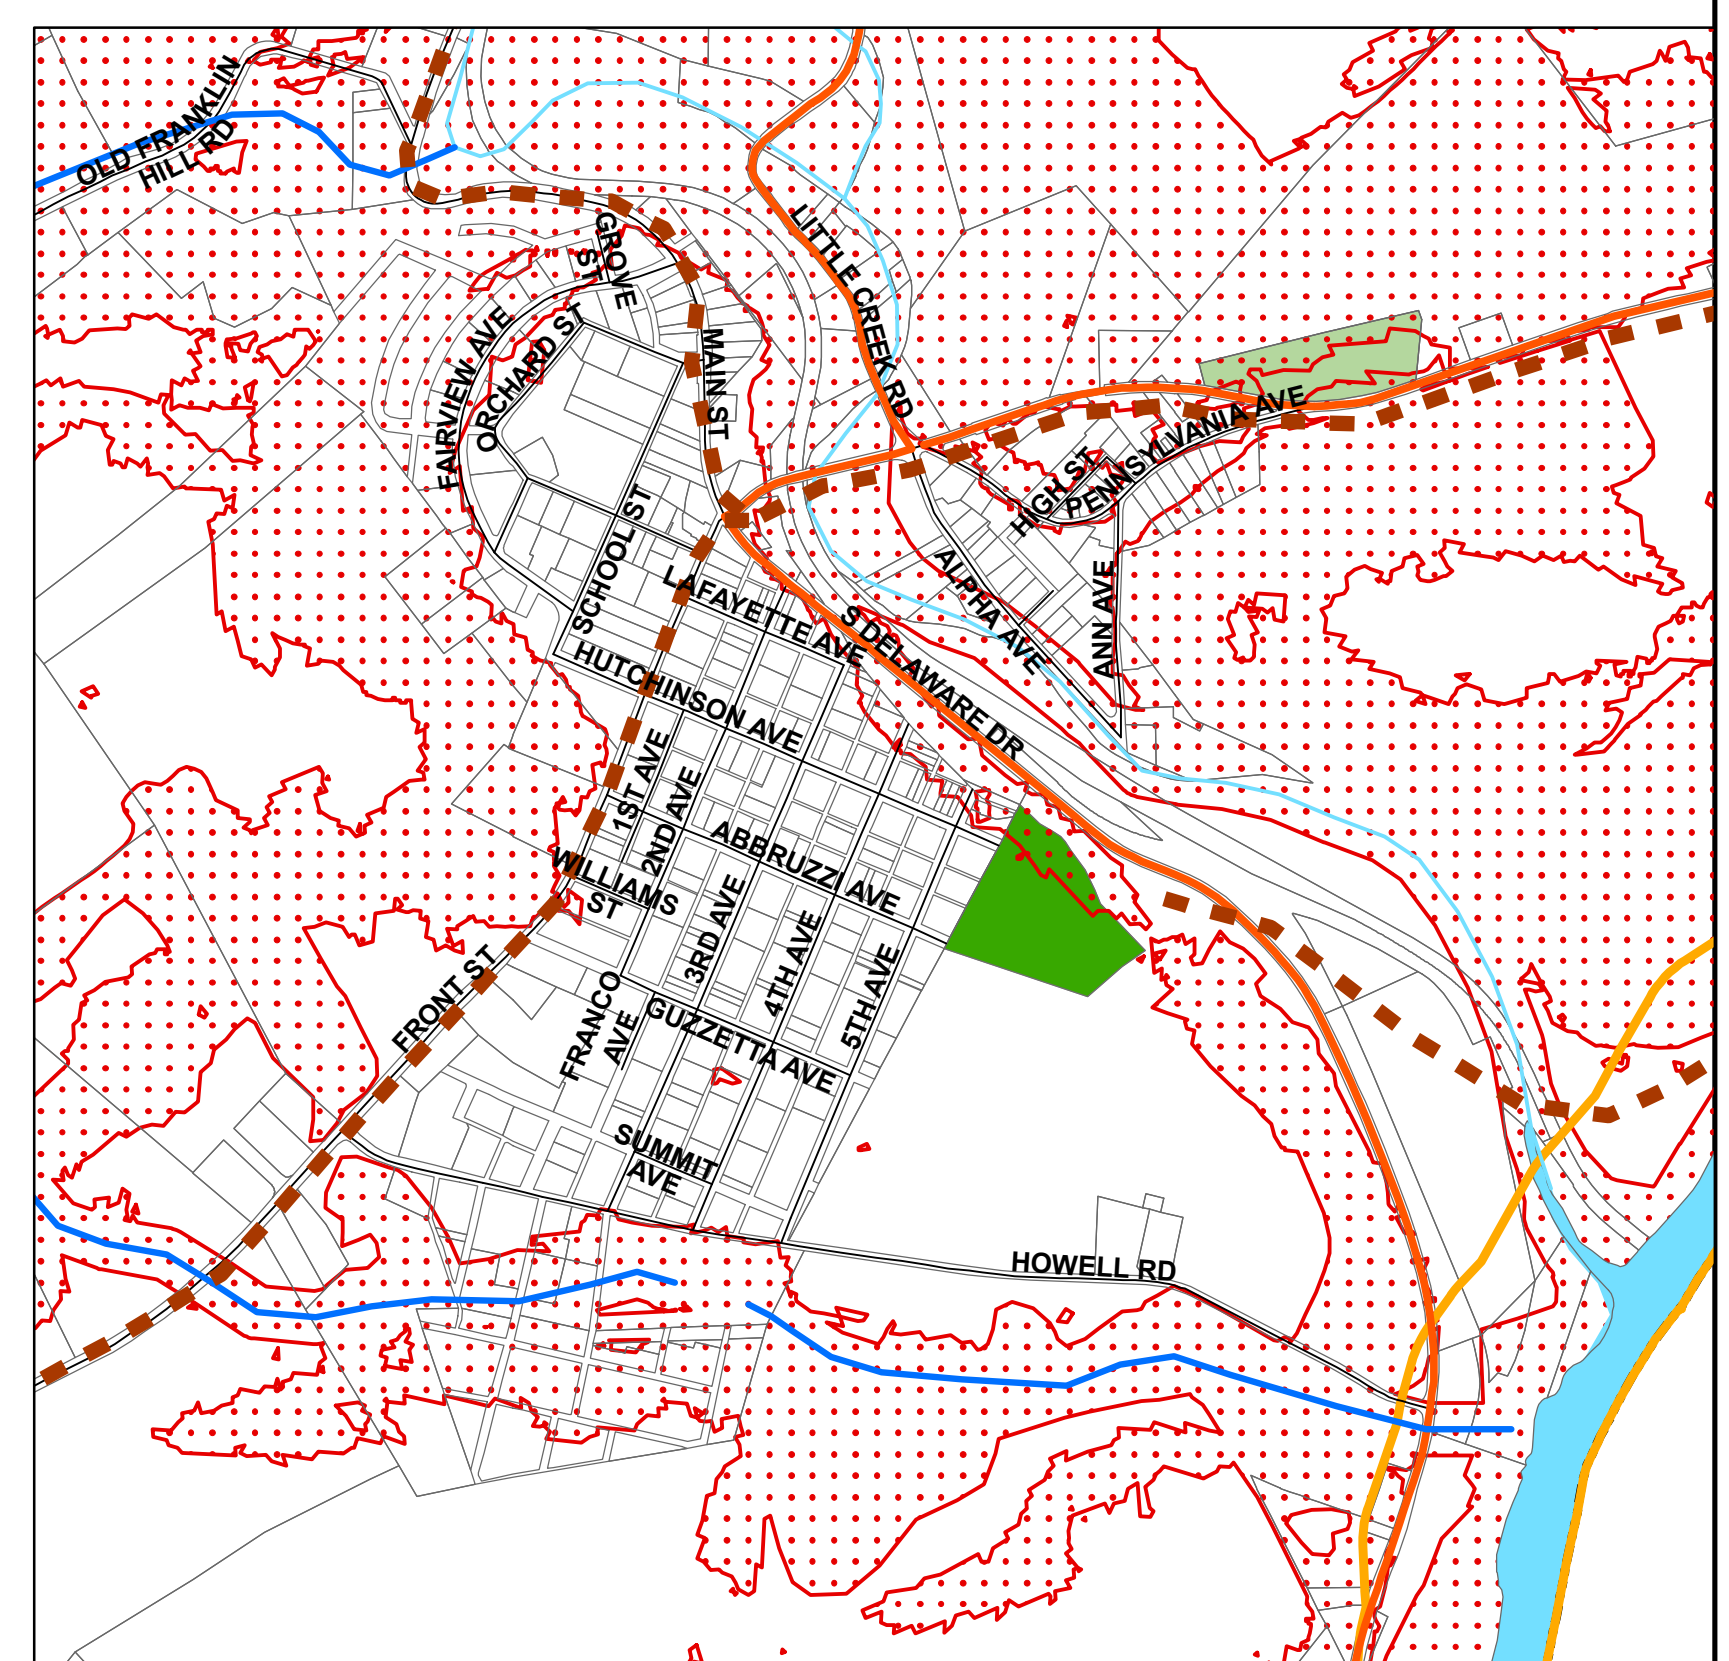 OLD FRANKLIN
HILL RD
GROVE
ST
LITTLE CREEK RD
FAIRVIEW AVE
ORCHARD ST
MAIN ST
PENNSYLVANIA AVE
HIGH ST
SCHOOL ST
LAFAYETTE AVE
ALPHA AVE
ANN AVE
S DELAWARE DR
HUTCHINSON AVE
1ST AVE
2ND AVE
ABBRUZZI AVE
WILLIAMS
ST
3RD AVE
4TH AVE
5TH AVE
FRONT ST
FRANCO
AVE
GUZZETTA AVE
SUMMIT
AVE
HOWELL RD